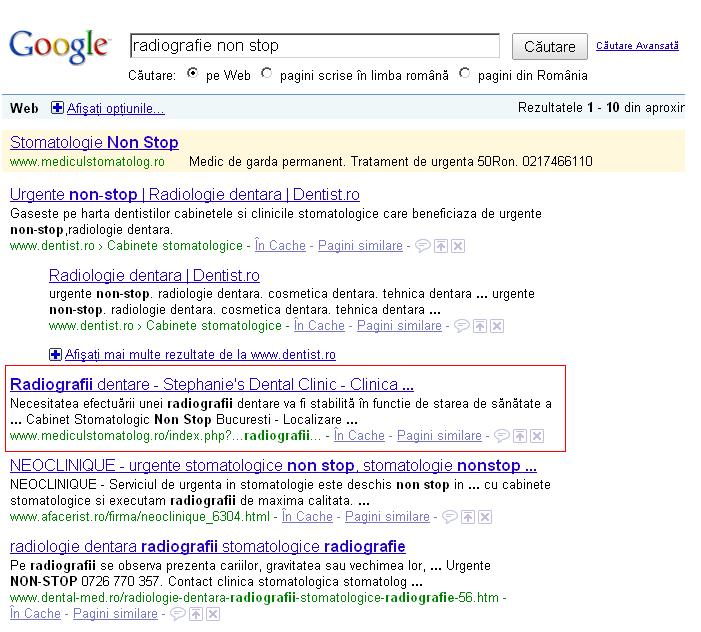 Google
radiografie non stop
Căutare
Căutare Avansată
Căutare: pe Web pagini scrise în limba română pagini din România
Web Afişaţi opţiunile... Rezultatele 1 - 10 din aproxir
Stomatologie Non Stop
www.mediculstomatolog.ro Medic de garda permanent. Tratament de urgenta 50Ron. 0217466110
Urgente non-stop | Radiologie dentara | Dentist.ro
Gaseste pe harta dentistilor cabinetele si clinicile stomatologice care beneficiaza de urgente
non-stop,radiologie dentara.
www.dentist.ro › Cabinete stomatologice - În Cache - Pagini similare -
Radiologie dentara | Dentist.ro
urgente non-stop. radiologie dentara. cosmetica dentara. tehnica dentara ... urgente
non-stop. radiologie dentara. cosmetica dentara. tehnica dentara ...
www.dentist.ro › Cabinete stomatologice - În Cache - Pagini similare -
Afişaţi mai multe rezultate de la www.dentist.ro
Radiografii dentare - Stephanie's Dental Clinic - Clinica ...
Necesitatea efectuării unei radiografii dentare va fi stabilită în functie de starea de sănătate a
... Cabinet Stomatologic Non Stop Bucuresti - Localizare ...
www.mediculstomatolog.ro/index.php?...radiografii... - În Cache - Pagini similare -
NEOCLINIQUE - urgente stomatologice non stop, stomatologie nonstop ...
NEOCLINIQUE - Serviciul de urgenta in stomatologie este deschis non stop in ... cu cabinete
stomatologice si executam radiografii de maxima calitata. ...
www.afacerist.ro/firma/neoclinique_6304.html - În Cache - Pagini similare -
radiologie dentara radiografii stomatologice radiografie
Pe radiografii se observa prezenta cariilor, gravitatea sau vechimea lor, ... Urgente
NON-STOP 0726 770 357. Contact clinica stomatologica stomatolog ...
www.dental-med.ro/radiologie-dentara-radiografii-stomatologice-radiografie-56.htm -
În Cache - Pagini similare -